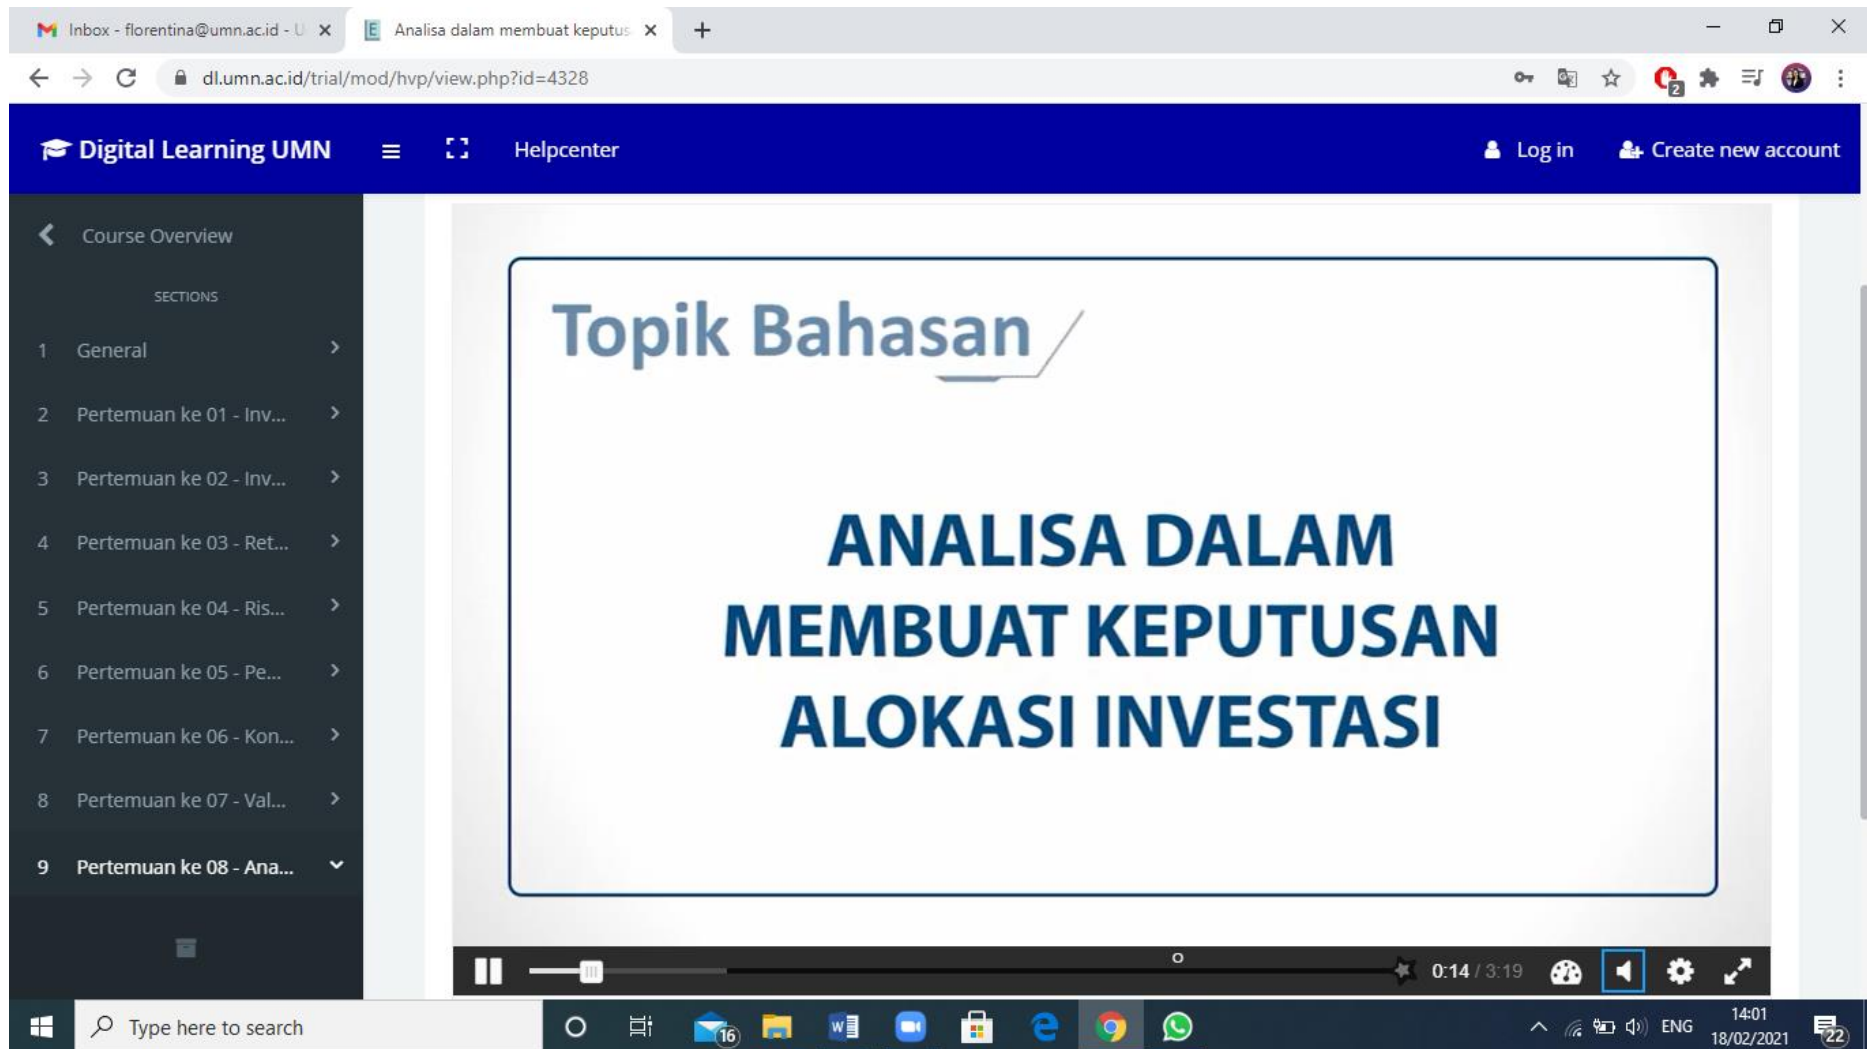 Inbox - florentina@umn.ac.id - U
Analisa dalam membuat keputus
dl.umn.ac.id/trial/mod/hvp/view.php?id=4328
2
Digital Learning UMN
Helpcenter
Log in
Create new account
Course Overview
SECTIONS
1 General
2 Pertemuan ke 01 - Inv...
3 Pertemuan ke 02 - Inv...
4 Pertemuan ke 03 - Ret...
5 Pertemuan ke 04 - Ris...
6 Pertemuan ke 05 - Pe...
7 Pertemuan ke 06 - Kon...
8 Pertemuan ke 07 - Val...
9 Pertemuan ke 08 - Ana...
Topik Bahasan
ANALISA DALAM
MEMBUAT KEPUTUSAN
ALOKASI INVESTASI
0:14 / 3:19
Type here to search
16
ENG
14:01
18/02/2021
22